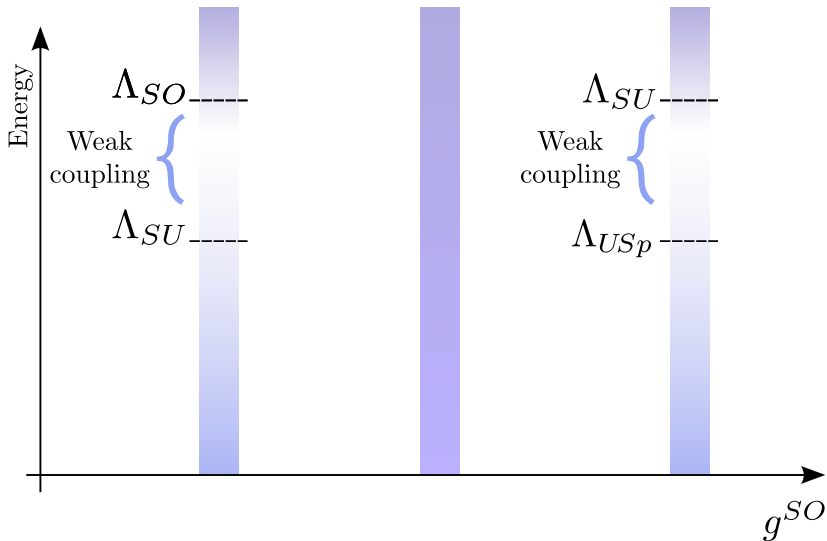 Energy
Λ_{SO}
Weak
coupling
Λ_{SU}
Λ_{SU}
Weak
coupling
Λ_{USp}
g^{SO}